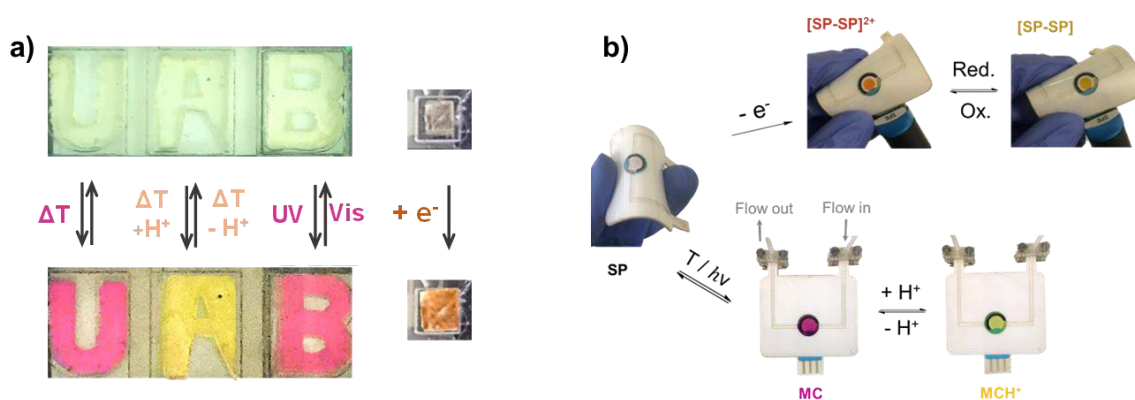 a)
U A B
ΔT
ΔT
+H⁺
ΔT
- H⁺
UV
Vis
+ e⁻
U A B
b)
[SP-SP]²⁺
[SP-SP]
Red.
Ox.
- e⁻
Flow out
Flow in
SP
T / hν
+ H⁺
- H⁺
MC
MCH⁺